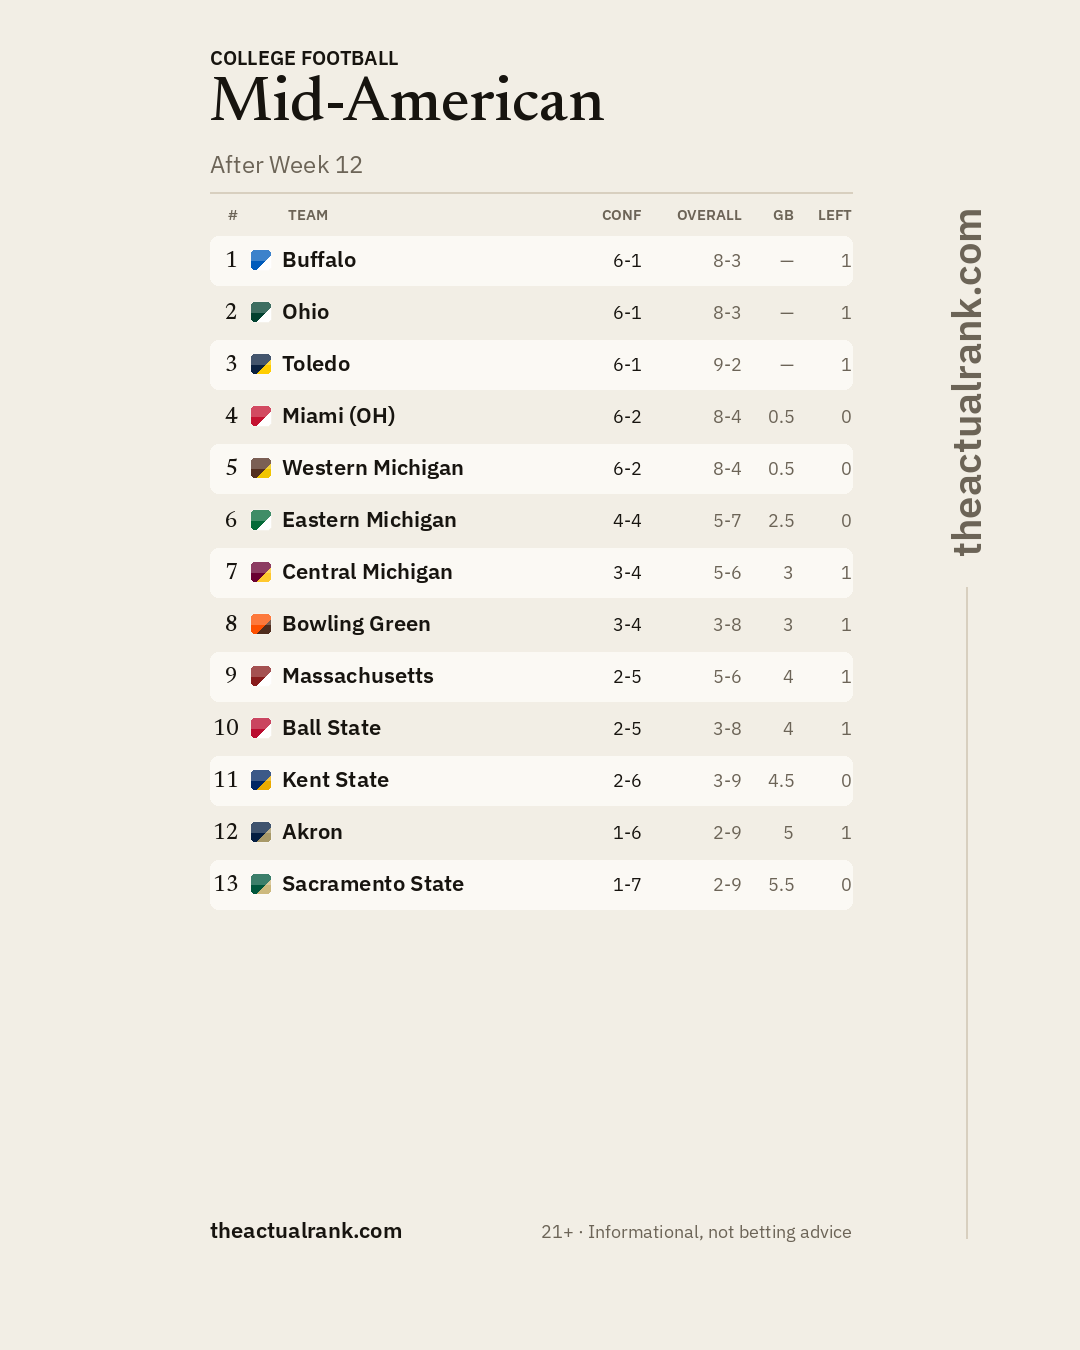 COLLEGE FOOTBALL
Mid-American
After Week 12
# TEAM CONF OVERALL GB LEFT
1 Buffalo 6-1 8-3 — 1
2 Ohio 6-1 8-3 — 1
3 Toledo 6-1 9-2 — 1
4 Miami (OH) 6-2 8-4 0.5 0
5 Western Michigan 6-2 8-4 0.5 0
6 Eastern Michigan 4-4 5-7 2.5 0
7 Central Michigan 3-4 5-6 3 1
8 Bowling Green 3-4 3-8 3 1
9 Massachusetts 2-5 5-6 4 1
10 Ball State 2-5 3-8 4 1
11 Kent State 2-6 3-9 4.5 0
12 Akron 1-6 2-9 5 1
13 Sacramento State 1-7 2-9 5.5 0
theactualrank.com 21+ · Informational, not betting advice
theactualrank.com